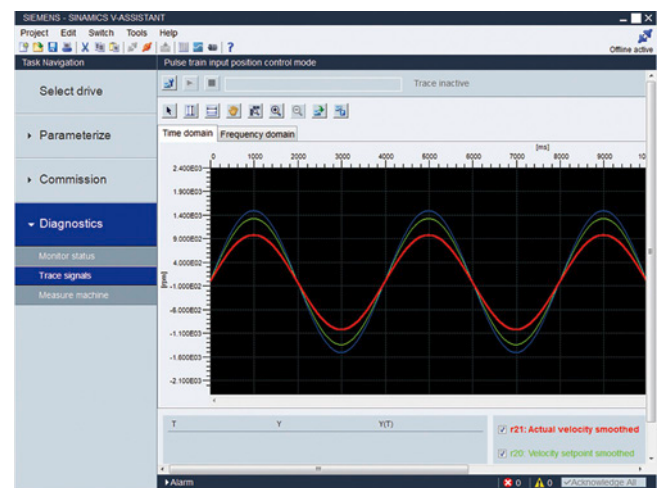 SIEMENS - SINAMICS V-ASSISTANT
Project Edit Switch Tools Help
Offline active
Task Navigation
Pulse train input position control mode
Select drive
Trace inactive
Parameterize
Time domain Frequency domain
[ms]
0 1000 2000 3000 4000 5000 6000 7000 8000 9000 10
2.400E03
1.900E03
Commission
1.400E03
9.000E02
Diagnostics
4.000E02
Monitor status
[rpm]
-1.000E02
Trace signals
-6.000E02
Measure machine
-1.100E03
-1.600E03
-2.100E03
T Y Y(T)
r21: Actual velocity smoothed
r20: Velocity setpoint smoothed
Alarm
0 0 Acknowledge All